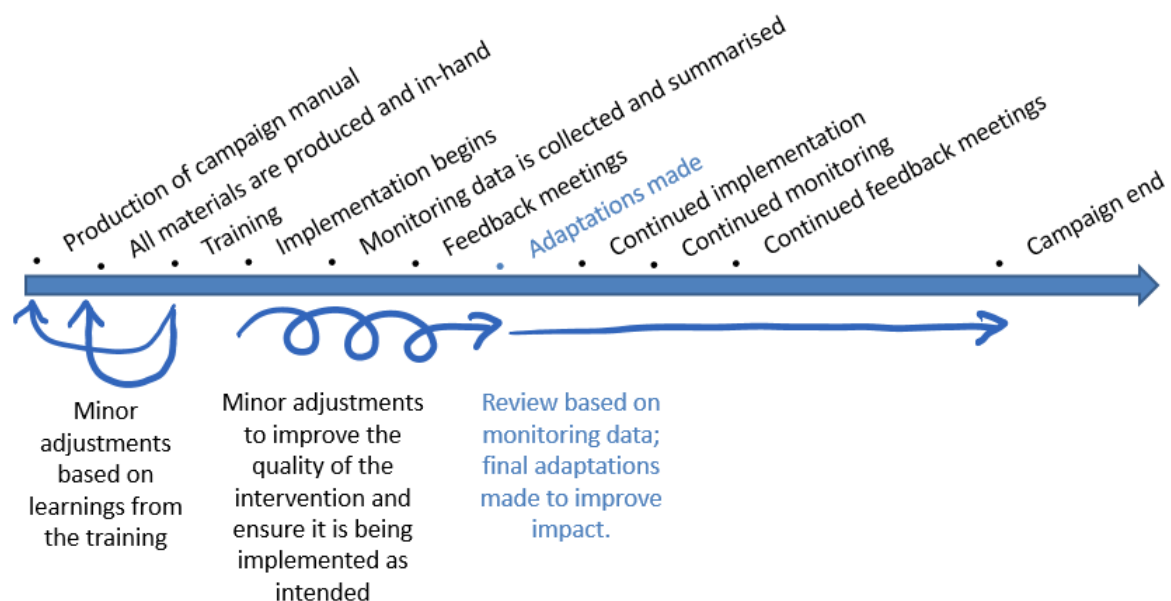 Production of campaign manual
All materials are produced and in-hand
Training
Implementation begins
Monitoring data is collected and summarised
Feedback meetings
Adaptations made
Continued implementation
Continued monitoring
Continued feedback meetings
Campaign end
Minor
adjustments
based on
learnings from
the training
Minor adjustments
to improve the
quality of the
intervention and
ensure it is being
implemented as
intended
Review based on
monitoring data;
final adaptations
made to improve
impact.